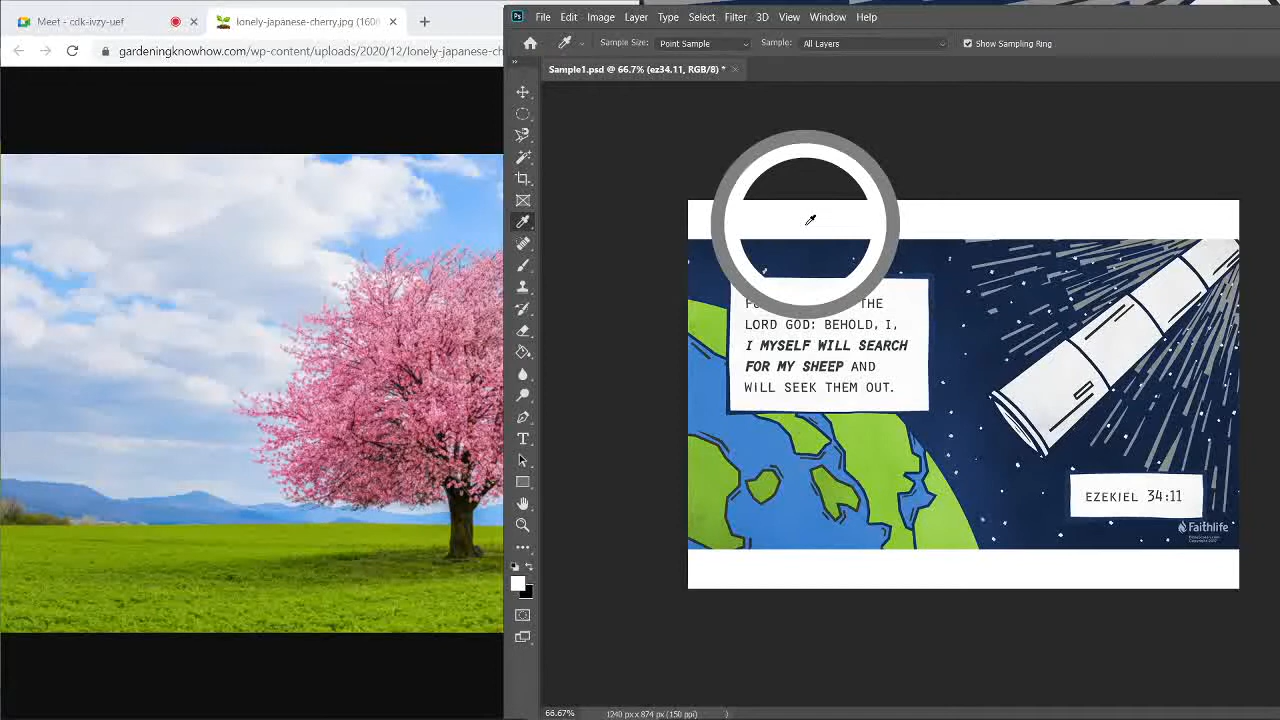 Meet - cdk-ivzy-uef
lonely-japanese-cherry.jpg (160
gardeningknowhow.com/wp-content/uploads/2020/12/lonely-japanese-ch
Ps
File Edit Image Layer Type Select Filter 3D View Window Help
Sample Size: Point Sample Sample: All Layers Show Sampling Ring
Sample1.psd @ 66.7% (ez34.11, RGB/8) *
THE
LORD GOD: BEHOLD, I,
I MYSELF WILL SEARCH
FOR MY SHEEP AND
WILL SEEK THEM OUT.
EZEKIEL 34:11
Faithlife
66.67% 1240 px x 874 px (150 ppi)